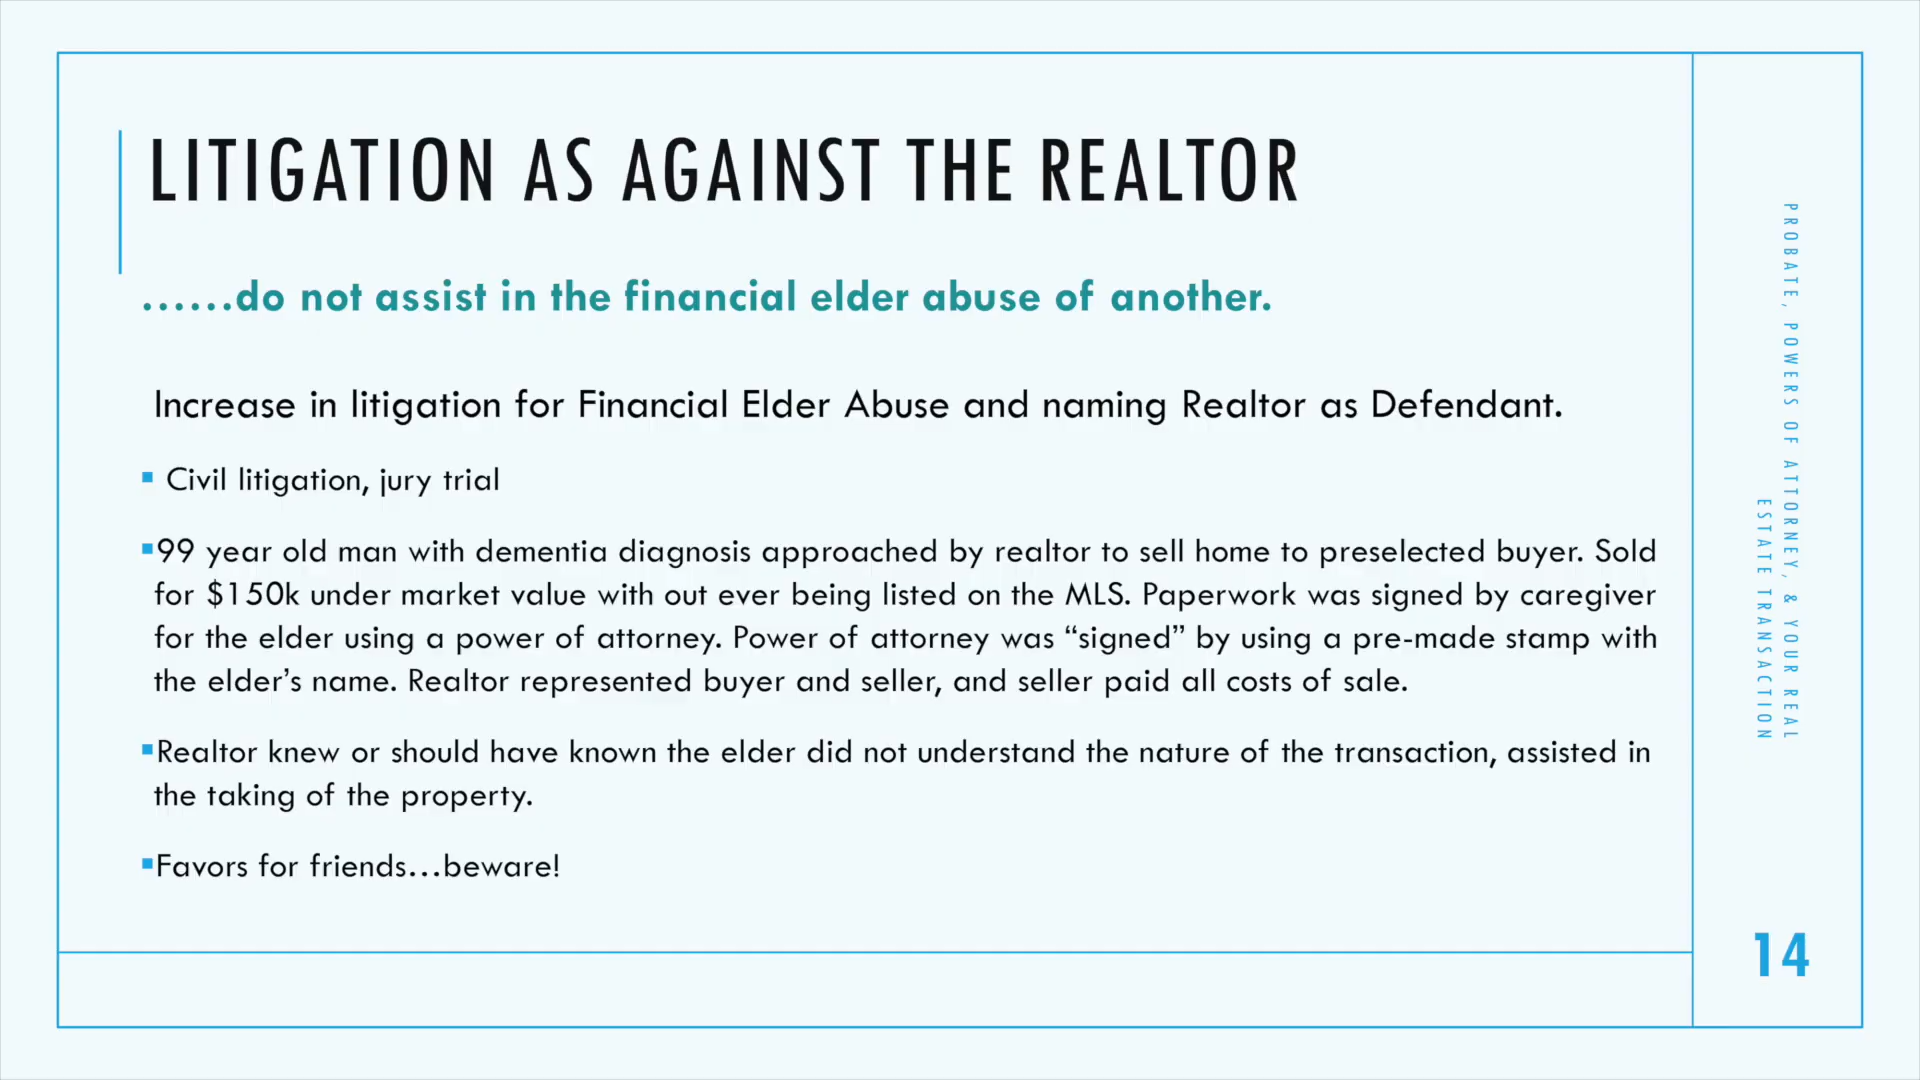 LITIGATION AS AGAINST THE REALTOR
......do not assist in the financial elder abuse of another.
Increase in litigation for Financial Elder Abuse and naming Realtor as Defendant.
▪ Civil litigation, jury trial
▪99 year old man with dementia diagnosis approached by realtor to sell home to preselected buyer. Sold
for $150k under market value with out ever being listed on the MLS. Paperwork was signed by caregiver
for the elder using a power of attorney. Power of attorney was “signed” by using a pre-made stamp with
the elder’s name. Realtor represented buyer and seller, and seller paid all costs of sale.
▪Realtor knew or should have known the elder did not understand the nature of the transaction, assisted in
the taking of the property.
▪Favors for friends...beware!
PROBATE, POWERS OF ATTORNEY, & YOUR REAL
ESTATE TRANSACTION
14